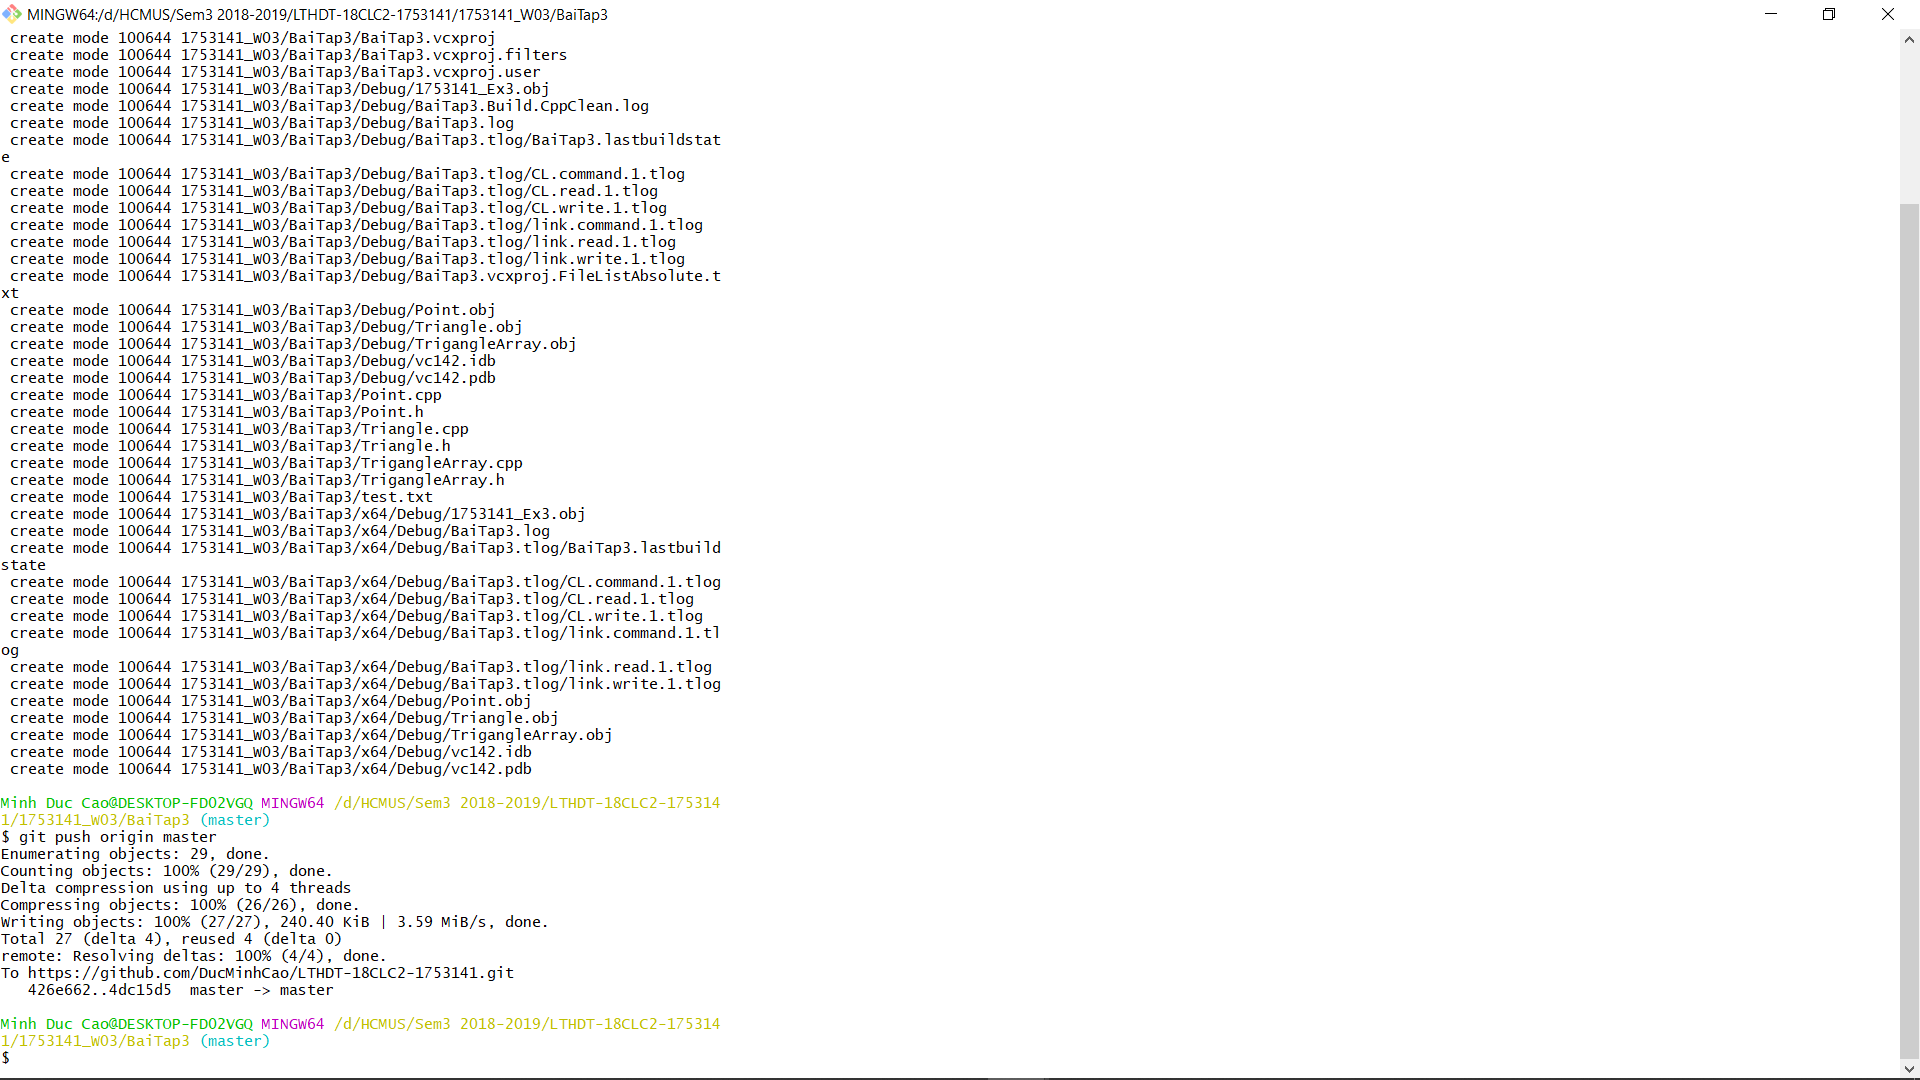 MINGW64:/d/HCMUS/Sem3 2018-2019/LTHDT-18CLC2-1753141/1753141_W03/BaiTap3
create mode 100644 1753141_W03/BaiTap3/BaiTap3.vcxproj
create mode 100644 1753141_W03/BaiTap3/BaiTap3.vcxproj.filters
create mode 100644 1753141_W03/BaiTap3/BaiTap3.vcxproj.user
create mode 100644 1753141_W03/BaiTap3/Debug/1753141_Ex3.obj
create mode 100644 1753141_W03/BaiTap3/Debug/BaiTap3.Build.CppClean.log
create mode 100644 1753141_W03/BaiTap3/Debug/BaiTap3.log
create mode 100644 1753141_W03/BaiTap3/Debug/BaiTap3.tlog/BaiTap3.lastbuildstat
e
create mode 100644 1753141_W03/BaiTap3/Debug/BaiTap3.tlog/CL.command.1.tlog
create mode 100644 1753141_W03/BaiTap3/Debug/BaiTap3.tlog/CL.read.1.tlog
create mode 100644 1753141_W03/BaiTap3/Debug/BaiTap3.tlog/CL.write.1.tlog
create mode 100644 1753141_W03/BaiTap3/Debug/BaiTap3.tlog/link.command.1.tlog
create mode 100644 1753141_W03/BaiTap3/Debug/BaiTap3.tlog/link.read.1.tlog
create mode 100644 1753141_W03/BaiTap3/Debug/BaiTap3.tlog/link.write.1.tlog
create mode 100644 1753141_W03/BaiTap3/Debug/BaiTap3.vcxproj.FileListAbsolute.t
xt
create mode 100644 1753141_W03/BaiTap3/Debug/Point.obj
create mode 100644 1753141_W03/BaiTap3/Debug/Triangle.obj
create mode 100644 1753141_W03/BaiTap3/Debug/TrigangleArray.obj
create mode 100644 1753141_W03/BaiTap3/Debug/vc142.idb
create mode 100644 1753141_W03/BaiTap3/Debug/vc142.pdb
create mode 100644 1753141_W03/BaiTap3/Point.cpp
create mode 100644 1753141_W03/BaiTap3/Point.h
create mode 100644 1753141_W03/BaiTap3/Triangle.cpp
create mode 100644 1753141_W03/BaiTap3/Triangle.h
create mode 100644 1753141_W03/BaiTap3/TrigangleArray.cpp
create mode 100644 1753141_W03/BaiTap3/TrigangleArray.h
create mode 100644 1753141_W03/BaiTap3/test.txt
create mode 100644 1753141_W03/BaiTap3/x64/Debug/1753141_Ex3.obj
create mode 100644 1753141_W03/BaiTap3/x64/Debug/BaiTap3.log
create mode 100644 1753141_W03/BaiTap3/x64/Debug/BaiTap3.tlog/BaiTap3.lastbuild
state
create mode 100644 1753141_W03/BaiTap3/x64/Debug/BaiTap3.tlog/CL.command.1.tlog
create mode 100644 1753141_W03/BaiTap3/x64/Debug/BaiTap3.tlog/CL.read.1.tlog
create mode 100644 1753141_W03/BaiTap3/x64/Debug/BaiTap3.tlog/CL.write.1.tlog
create mode 100644 1753141_W03/BaiTap3/x64/Debug/BaiTap3.tlog/link.command.1.tl
og
create mode 100644 1753141_W03/BaiTap3/x64/Debug/BaiTap3.tlog/link.read.1.tlog
create mode 100644 1753141_W03/BaiTap3/x64/Debug/BaiTap3.tlog/link.write.1.tlog
create mode 100644 1753141_W03/BaiTap3/x64/Debug/Point.obj
create mode 100644 1753141_W03/BaiTap3/x64/Debug/Triangle.obj
create mode 100644 1753141_W03/BaiTap3/x64/Debug/TrigangleArray.obj
create mode 100644 1753141_W03/BaiTap3/x64/Debug/vc142.idb
create mode 100644 1753141_W03/BaiTap3/x64/Debug/vc142.pdb
Minh Duc Cao@DESKTOP-FDO2VGQ MINGW64 /d/HCMUS/Sem3 2018-2019/LTHDT-18CLC2-175314
1/1753141_W03/BaiTap3 (master)
$ git push origin master
Enumerating objects: 29, done.
Counting objects: 100% (29/29), done.
Delta compression using up to 4 threads
Compressing objects: 100% (26/26), done.
Writing objects: 100% (27/27), 240.40 KiB | 3.59 MiB/s, done.
Total 27 (delta 4), reused 4 (delta 0)
remote: Resolving deltas: 100% (4/4), done.
To https://github.com/DucMinhCao/LTHDT-18CLC2-1753141.git
426e662..4dc15d5  master -> master
Minh Duc Cao@DESKTOP-FDO2VGQ MINGW64 /d/HCMUS/Sem3 2018-2019/LTHDT-18CLC2-175314
1/1753141_W03/BaiTap3 (master)
$